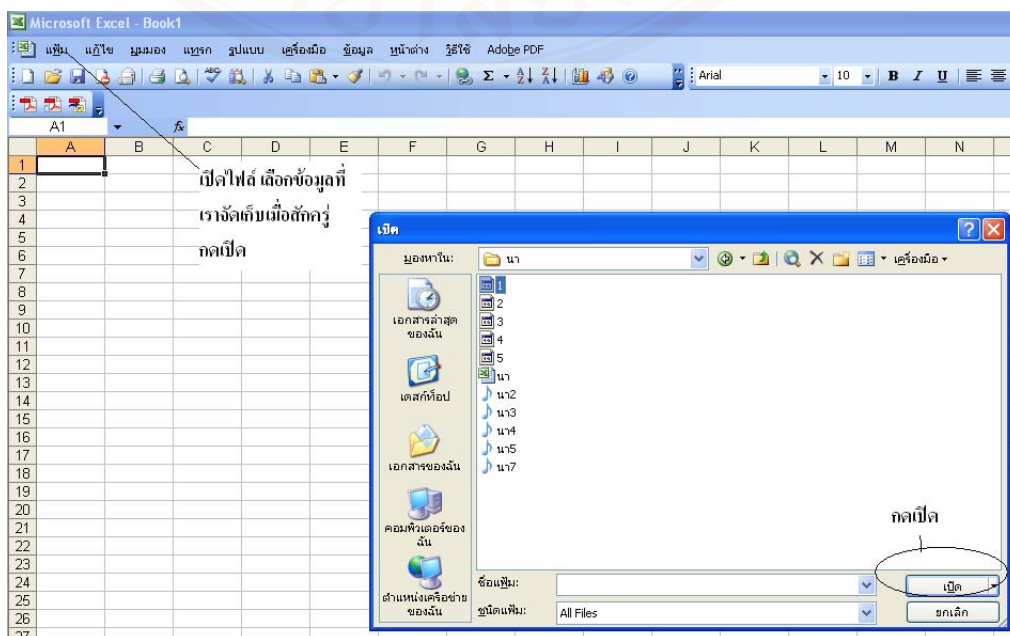 Microsoft Excel - Book1
แฟ้ม แก้ไข มุมมอง แทรก รูปแบบ เครื่องมือ ข้อมูล หน้าต่าง วิธีใช้ Adobe PDF
Arial 10 B I U
A1 fx
A B C D E F G H I J K L M N
1
2
3
4
5
6
7
8
9
10
11
12
13
14
15
16
17
18
19
20
21
22
23
24
25
26
27
เปิดไฟล์ เลือกข้อมูลที่
เราจัดเก็บเมื่อสักครู่
กดเปิด
เปิด
มองหาใน: นา เครื่องมือ
เอกสารล่าสุด
ของฉัน
เดสก์ท็อป
เอกสารของฉัน
คอมพิวเตอร์ของ
ฉัน
ตำแหน่งเครือข่าย
ของฉัน
1
2
3
4
5
นา
นา2
นา3
นา4
นา5
นา7
กดเปิด
ชื่อแฟ้ม:
เปิด
ชนิดแฟ้ม: All Files
ยกเลิก